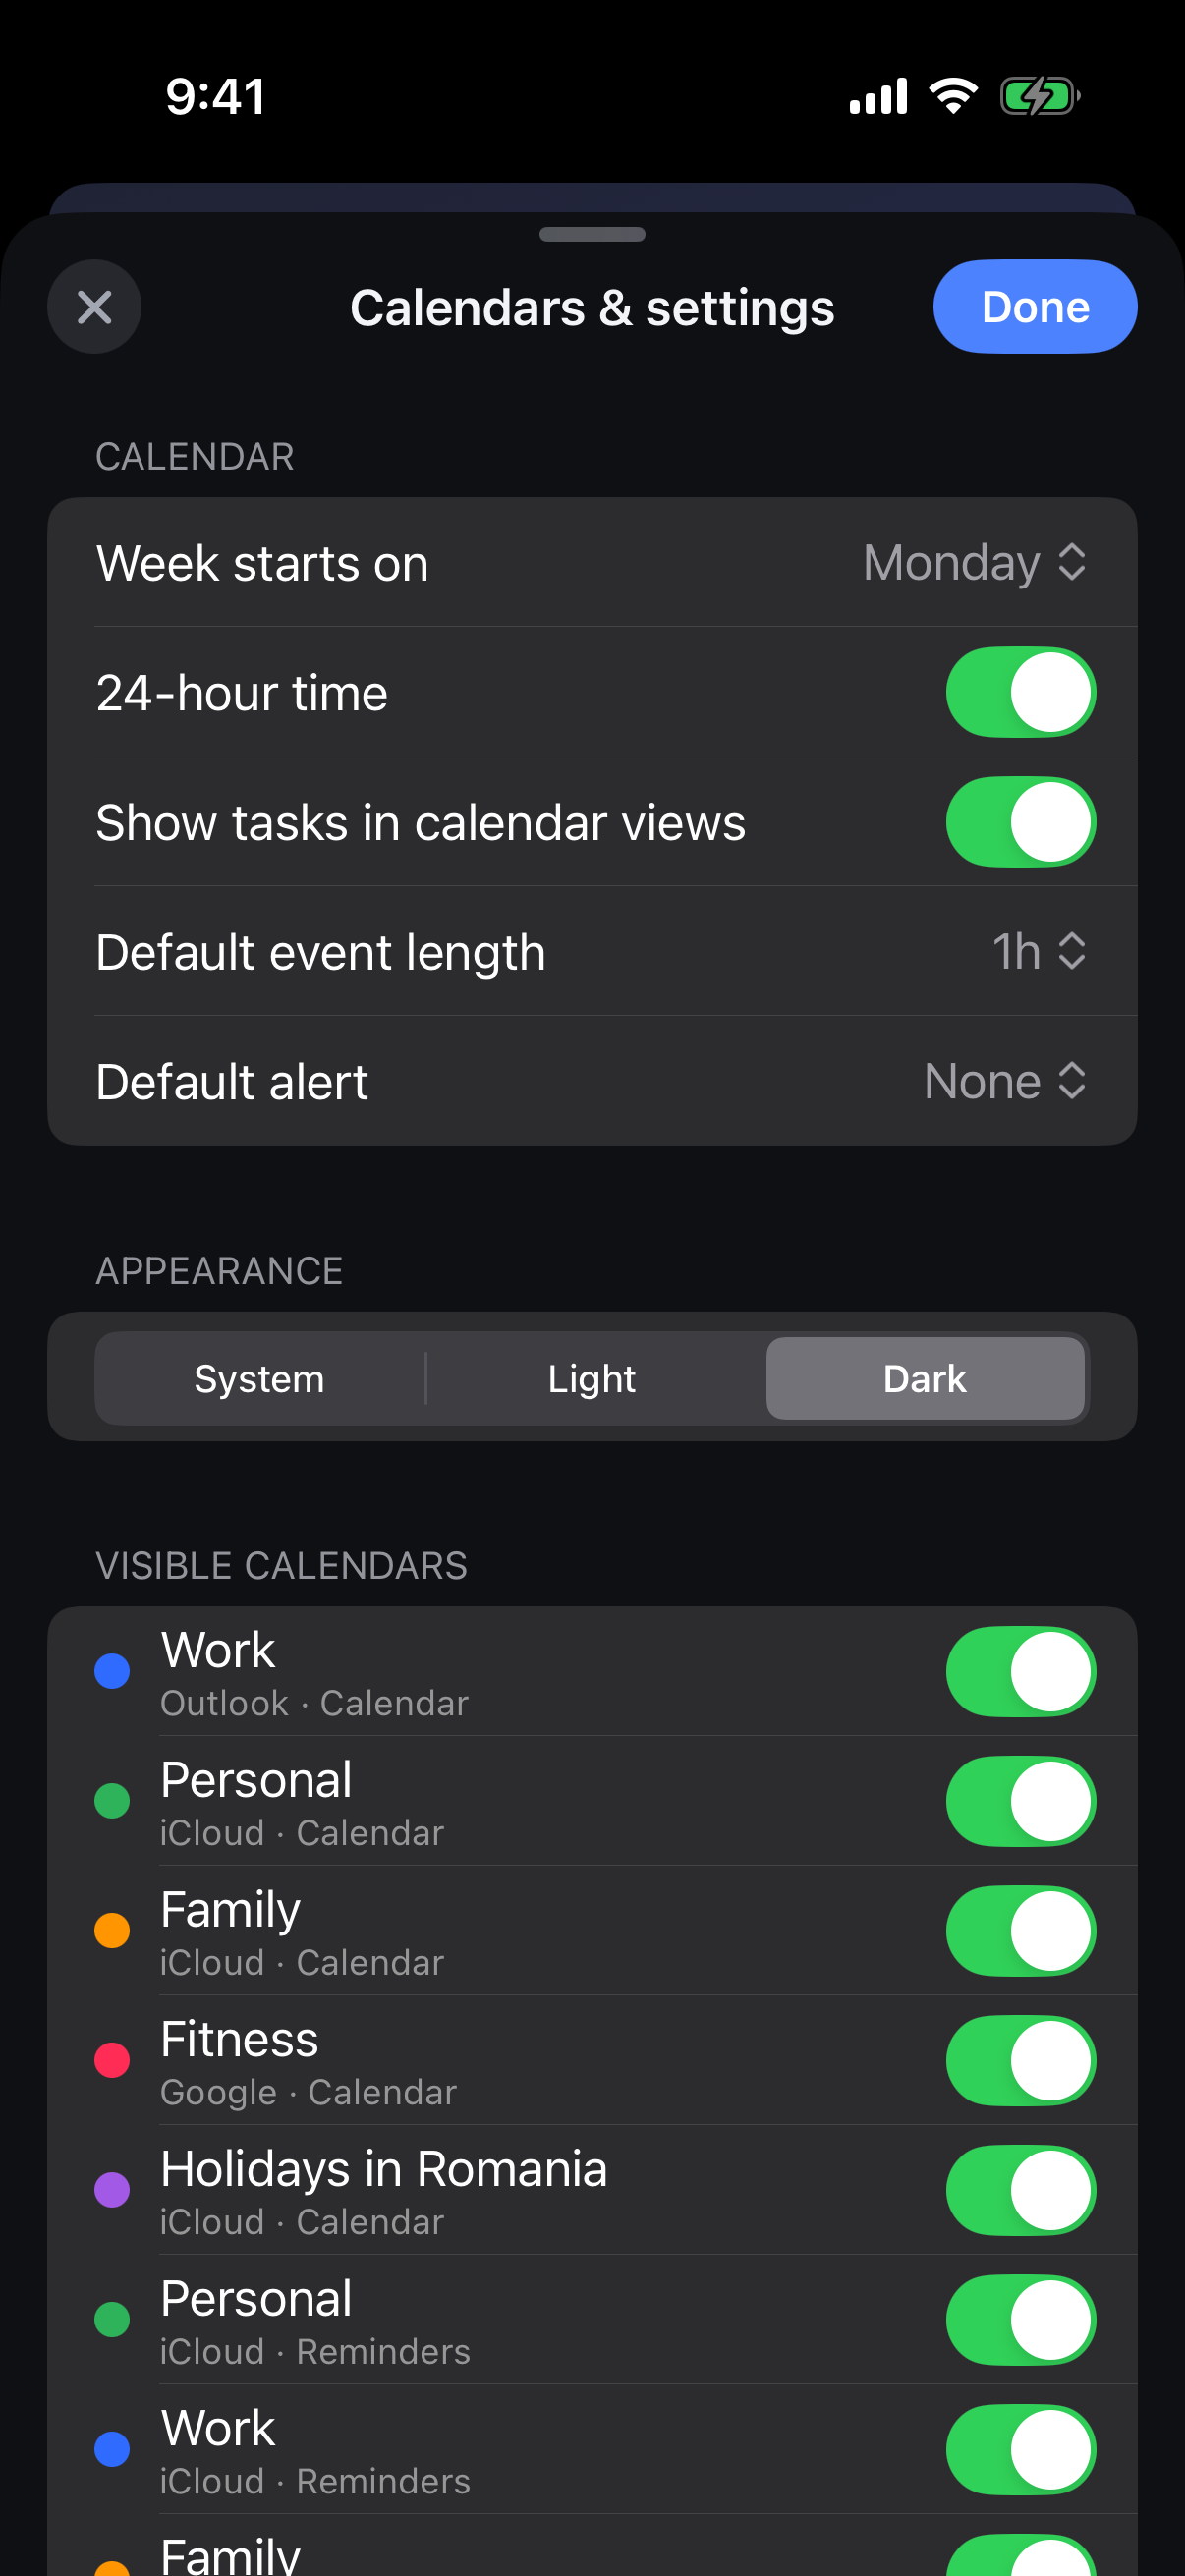 9:41
Calendars & settings
Done
CALENDAR
Week starts on
Monday
24-hour time
Show tasks in calendar views
Default event length
1h
Default alert
None
APPEARANCE
System
Light
Dark
VISIBLE CALENDARS
Work
Outlook · Calendar
Personal
iCloud · Calendar
Family
iCloud · Calendar
Fitness
Google · Calendar
Holidays in Romania
iCloud · Calendar
Personal
iCloud · Reminders
Work
iCloud · Reminders
Family